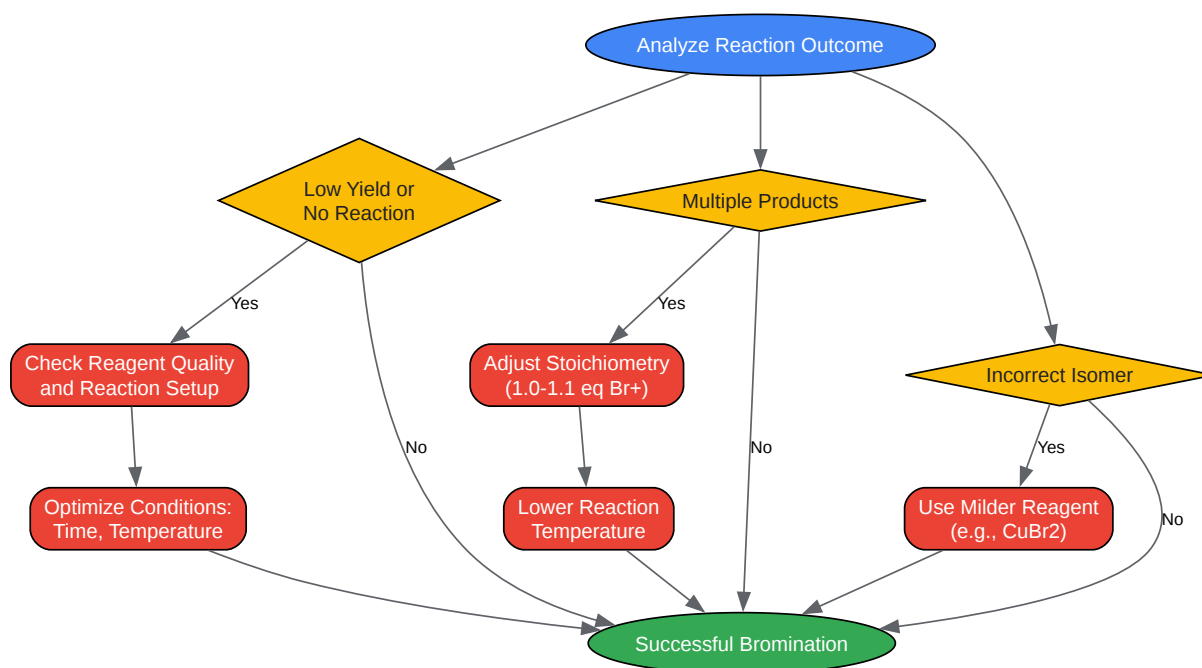 Analyze Reaction Outcome
Low Yield or
No Reaction
Multiple Products
Yes
Yes
Check Reagent Quality
and Reaction Setup
Adjust Stoichiometry
(1.0-1.1 eq Br+)
Incorrect Isomer
No
No
Yes
Optimize Conditions:
Time, Temperature
Lower Reaction
Temperature
Use Milder Reagent
(e.g., CuBr2)
No
Successful Bromination